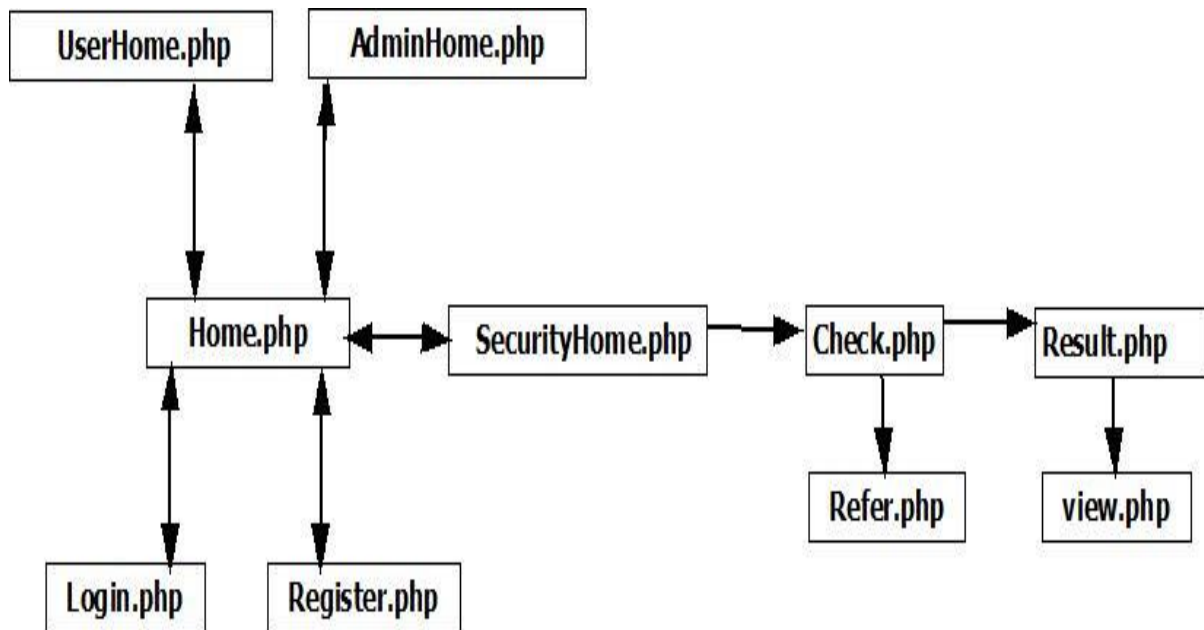 UserHome.php
AdminHome.php
Home.php
SecurityHome.php
Check.php
Result.php
Refer.php
view.php
Login.php
Register.php